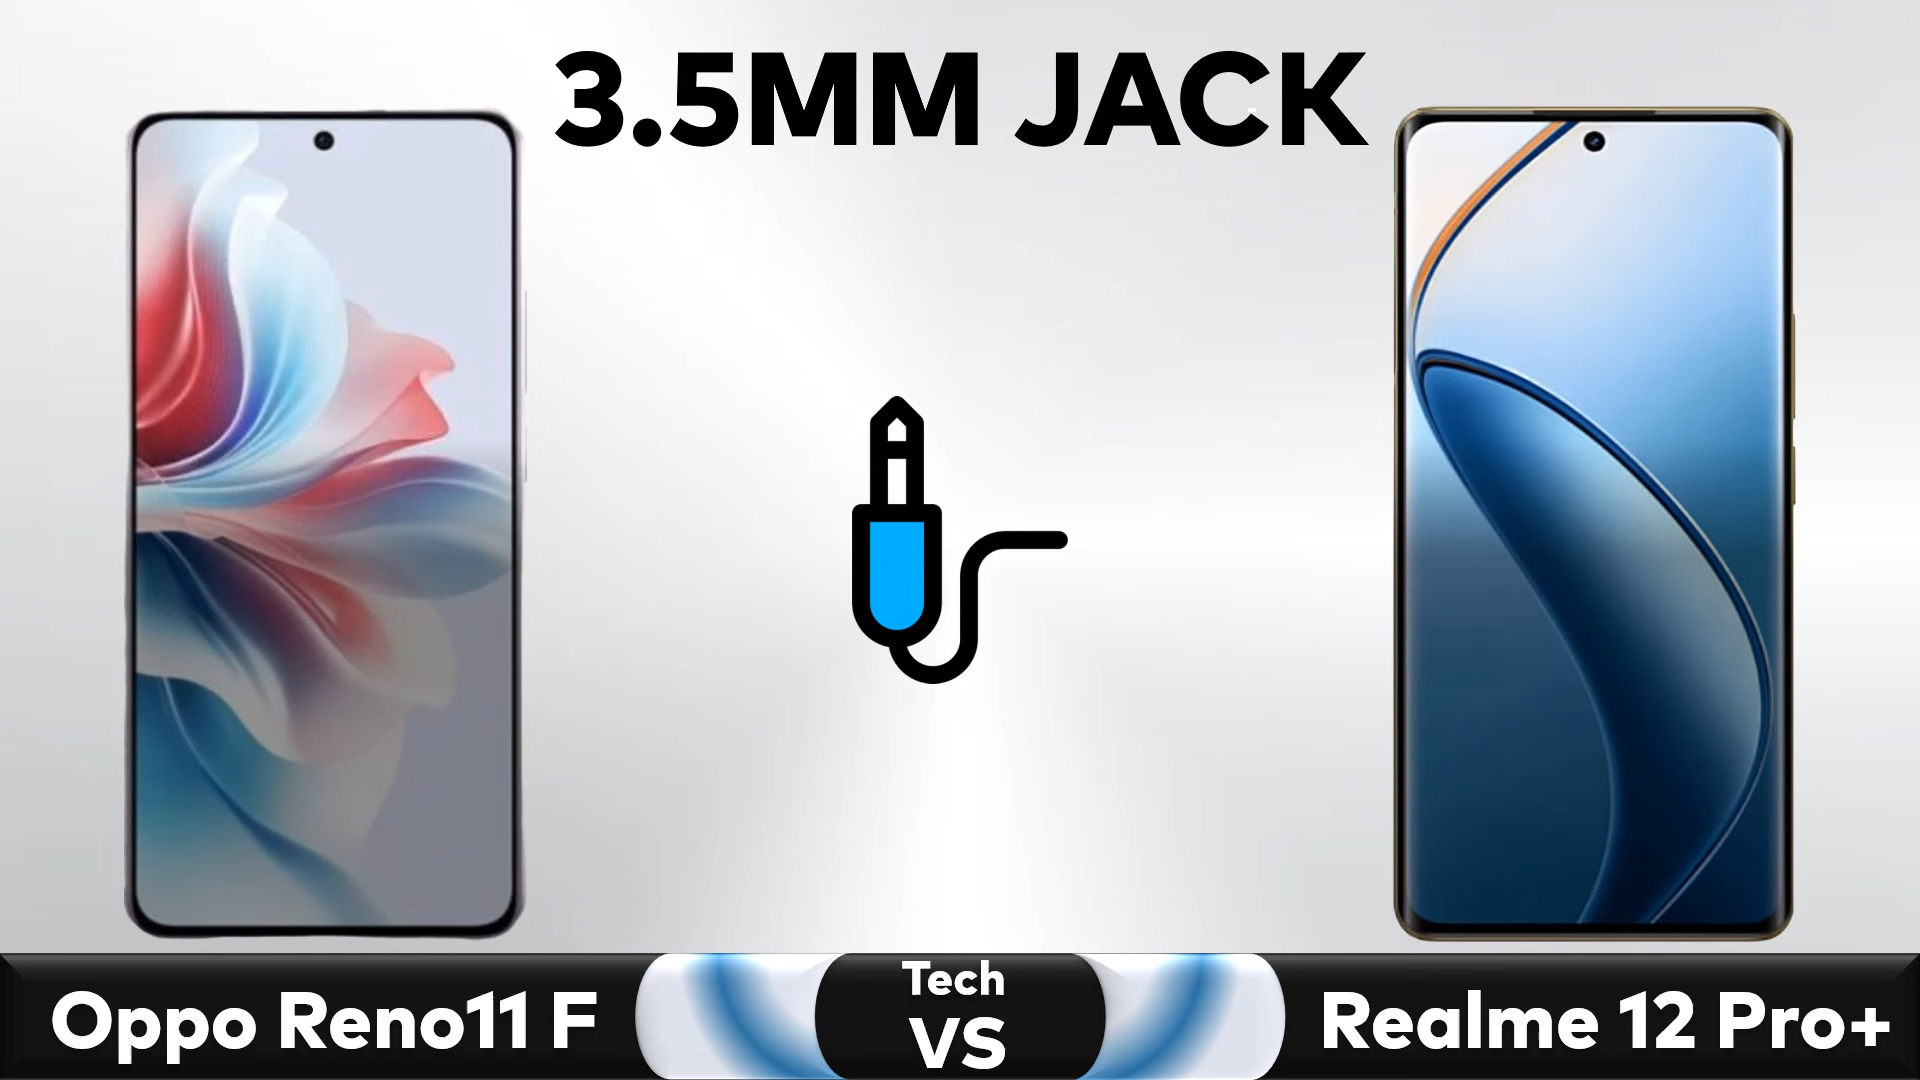 3.5MM JACK
Oppo Reno11 F
Tech
VS
Realme 12 Pro+